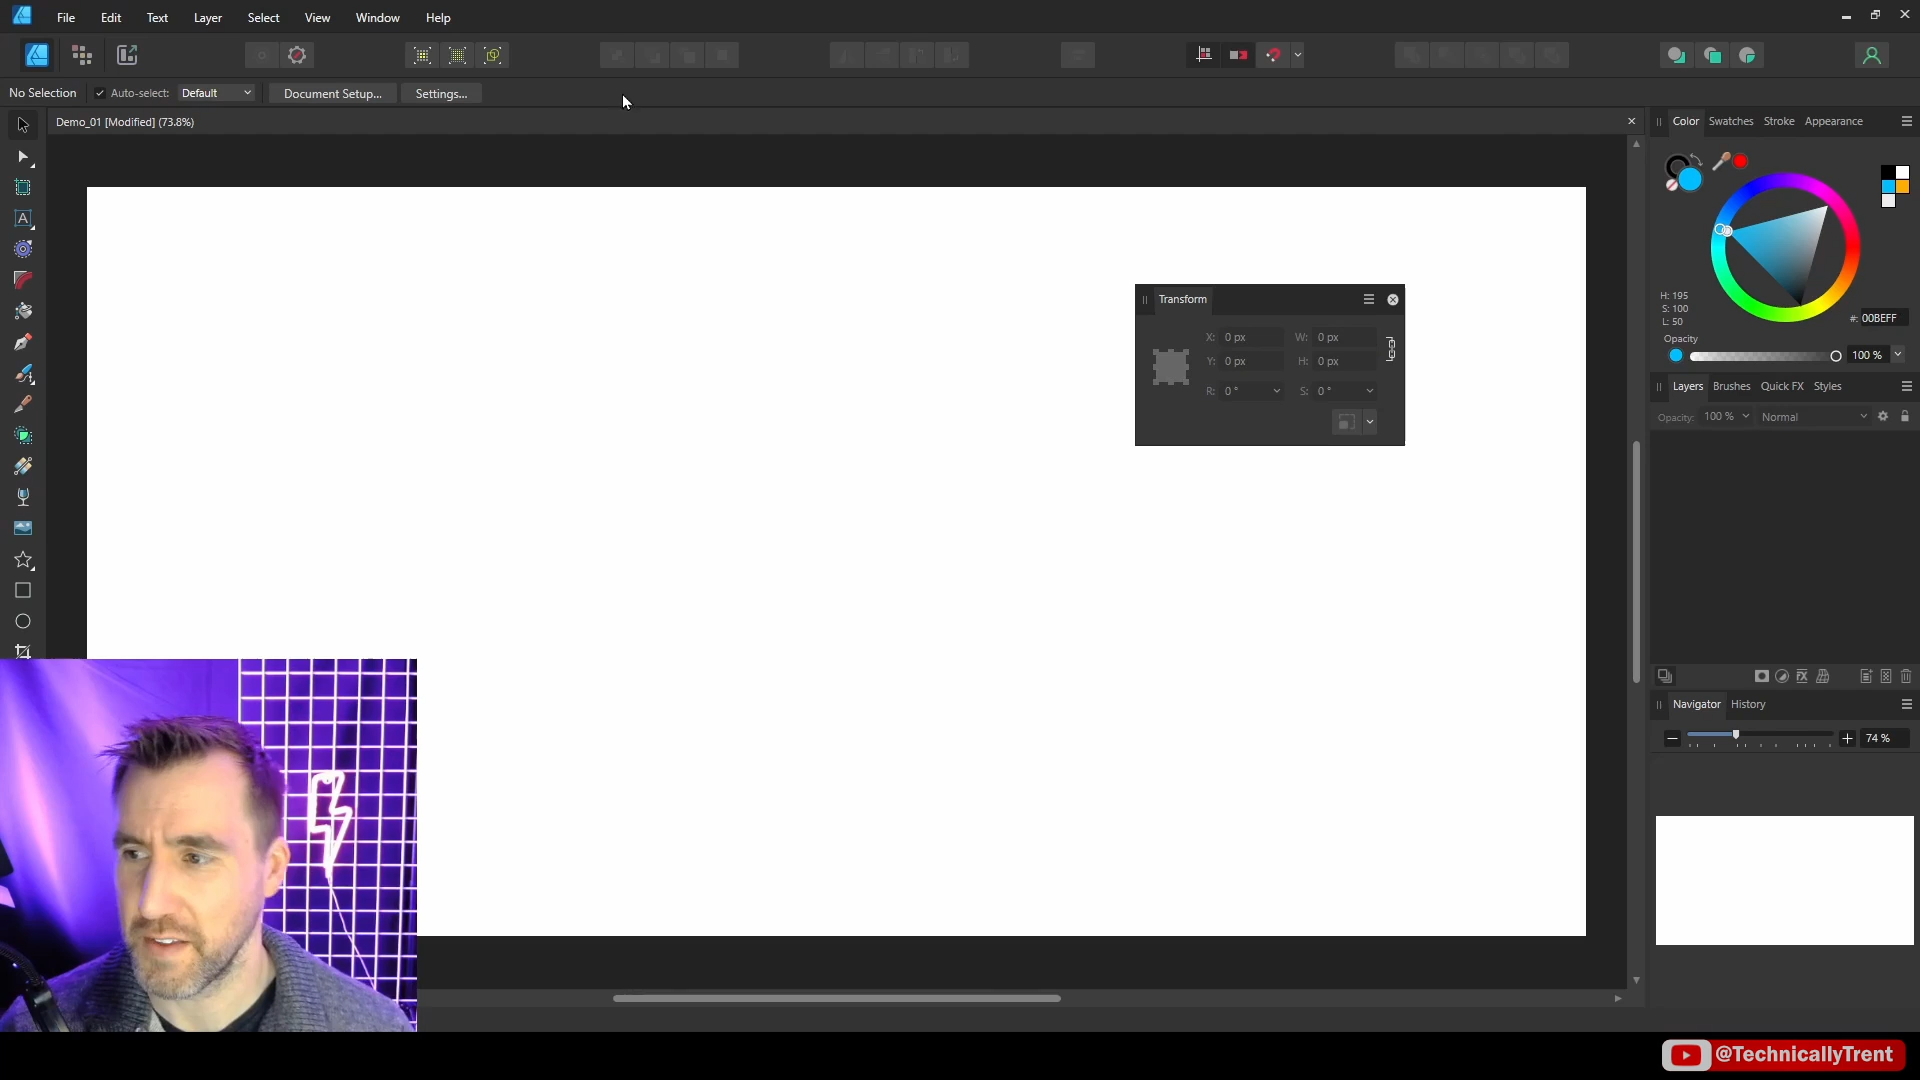 File Edit Text Layer Select View Window Help
No Selection Auto-select: Default Document Setup... Settings...
Demo_01 [Modified] (73.8%)
Color Swatches Stroke Appearance
H: 195
S: 100
L: 50
#: 00BEFF
Opacity
100 %
Transform
X: 0 px W: 0 px
Y: 0 px H: 0 px
R: 0 ° S: 0 °
Layers Brushes Quick FX Styles
Opacity: 100 % Normal
Navigator History
74 %
@TechnicallyTrent